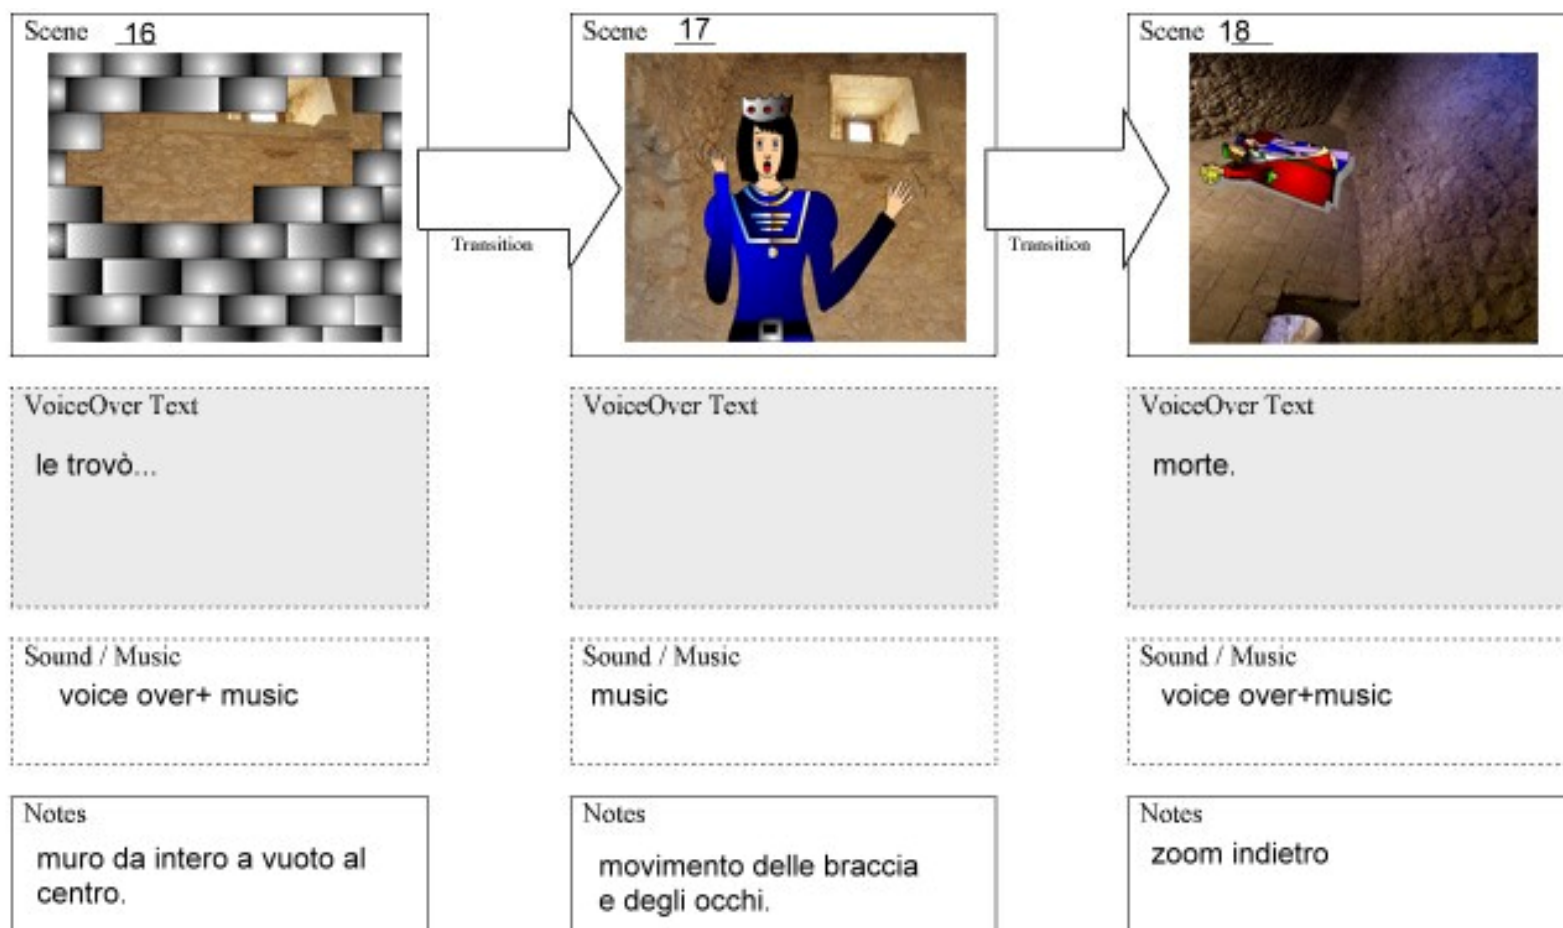 Scene 16
Scene 17
Scene 18
Transition
Transition
VoiceOver Text
le trovò...
VoiceOver Text
VoiceOver Text
morte.
Sound / Music
voice over+ music
Sound / Music
music
Sound / Music
voice over+music
Notes
muro da intero a vuoto al
centro.
Notes
movimento delle braccia
e degli occhi.
Notes
zoom indietro